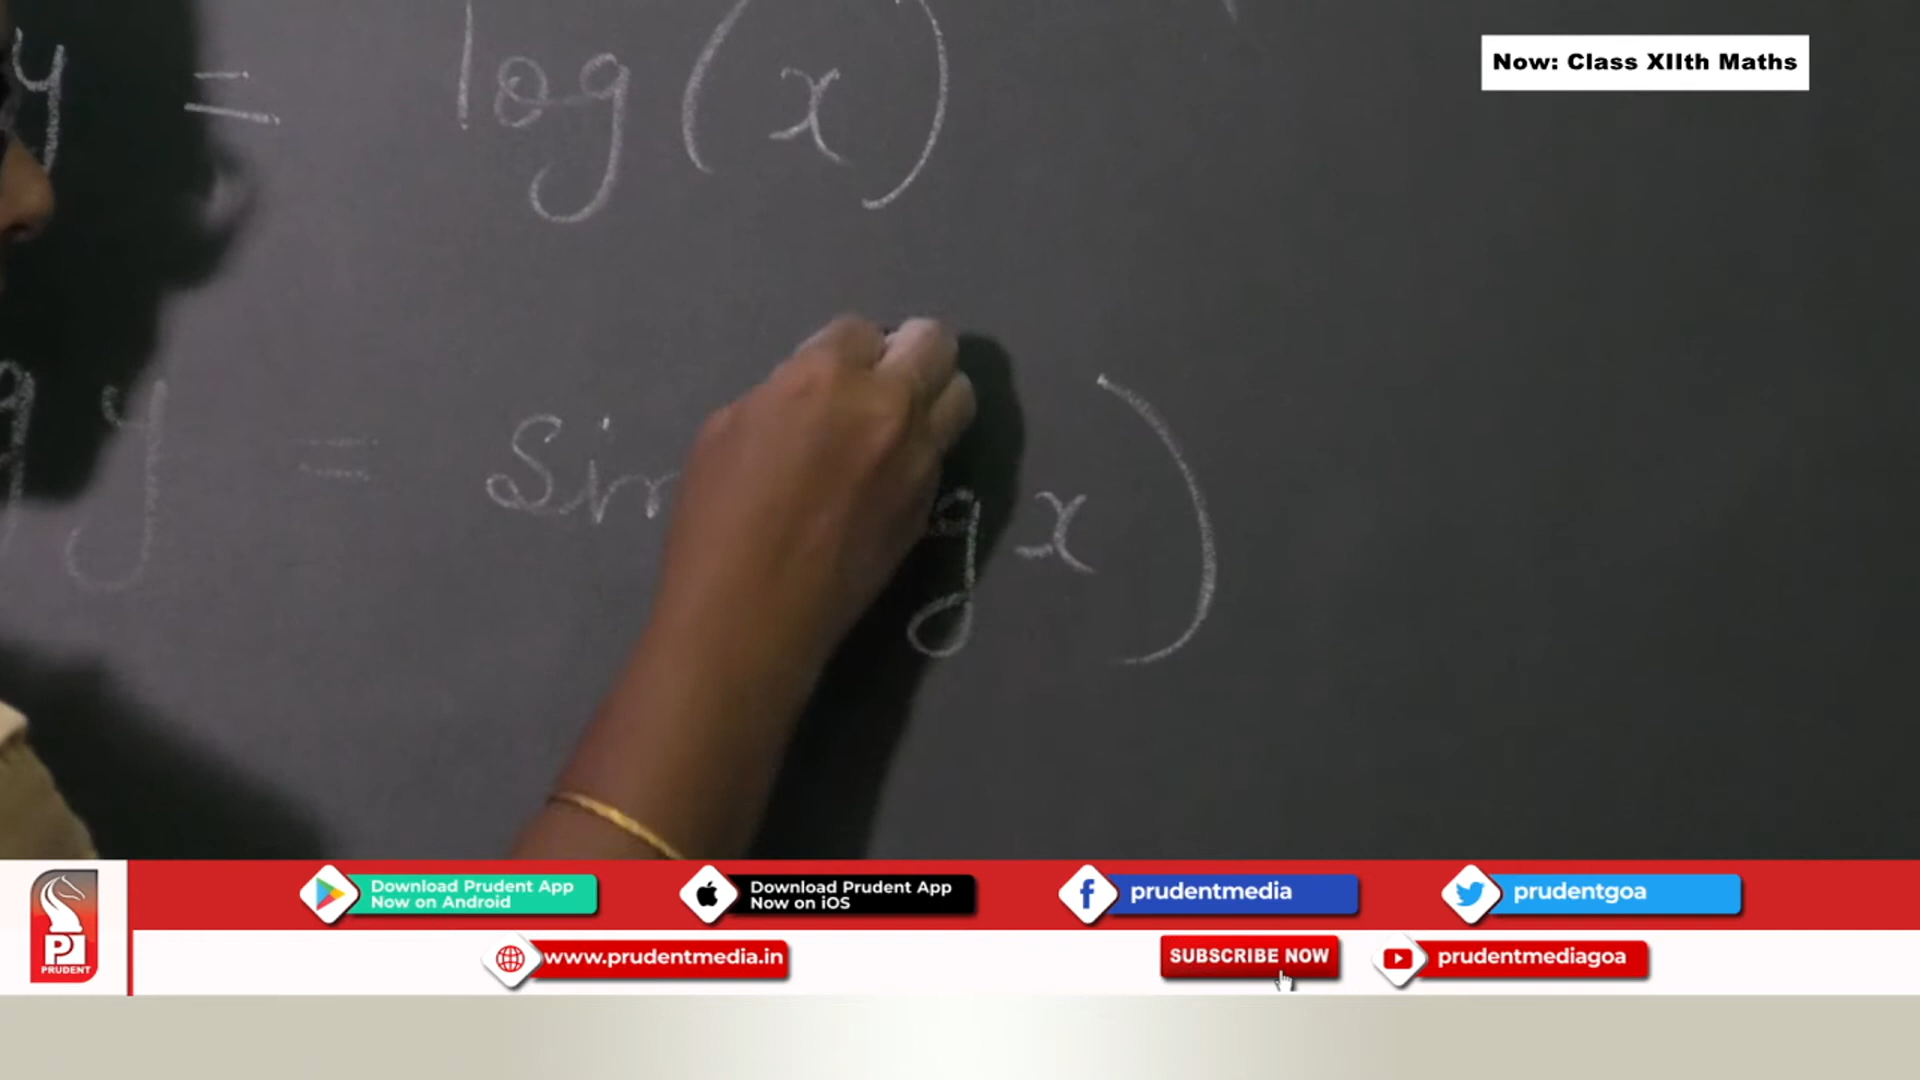 Now: Class XIIth Maths
y = log(x)
g y = Sin g x)
Download Prudent App
Now on Android
Download Prudent App
Now on iOS
prudentmedia
prudentgoa
PRUDENT
www.prudentmedia.in
SUBSCRIBE NOW
prudentmediagoa